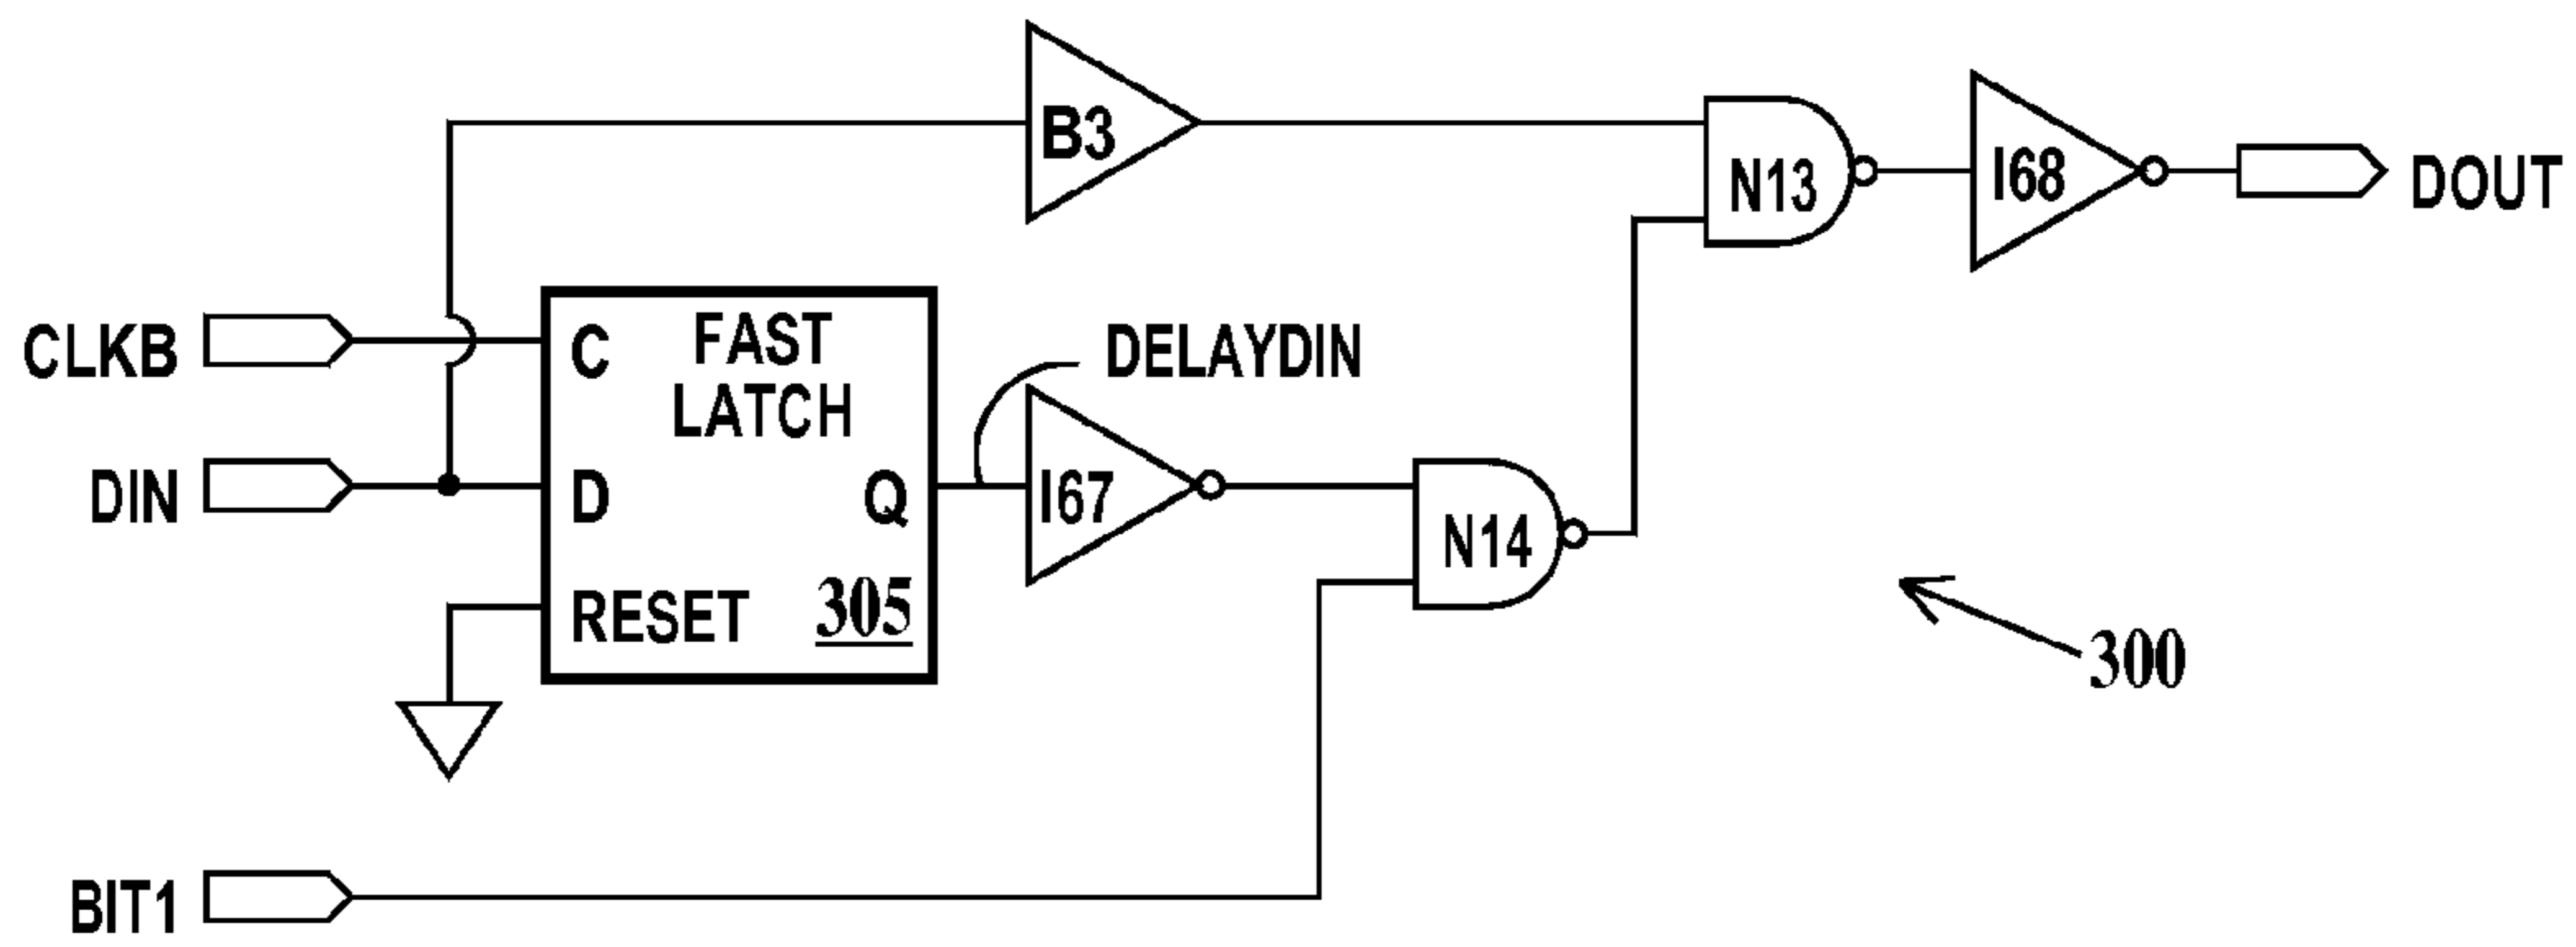 B3
N13
I68
DOUT
CLKB
C
FAST
LATCH
DELAYDIN
DIN
D
Q
I67
N14
RESET
305
300
BIT1